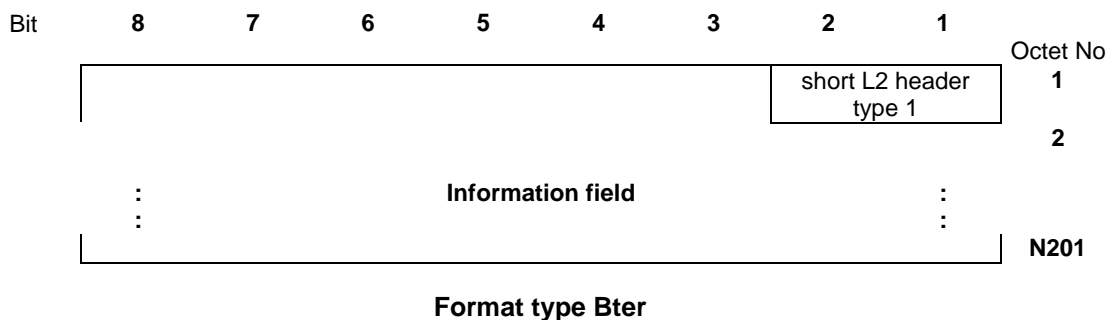 Bit 8 7 6 5 4 3 2 1
Octet No
short L2 header 1
type 1
2
: Information field :
: :
N201
Format type Bter